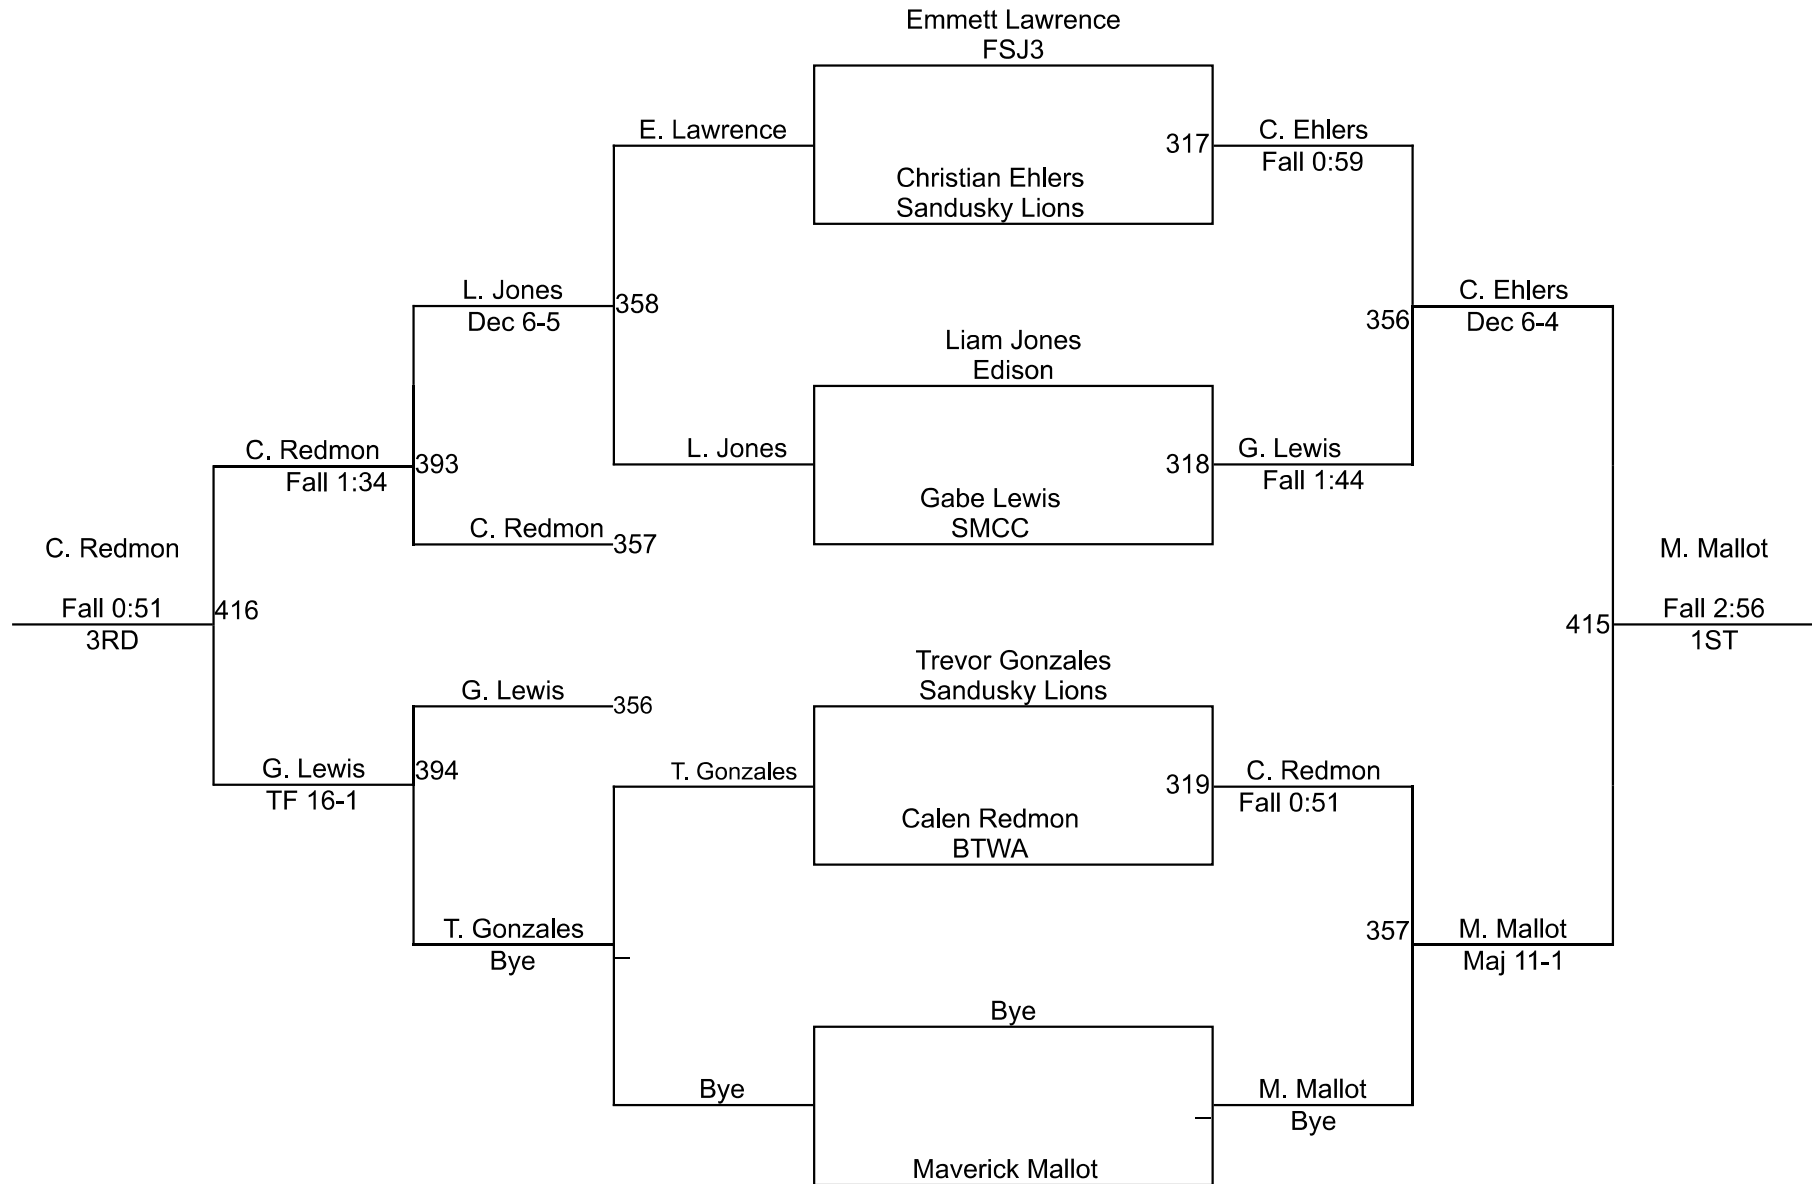 Emmett Lawrence
FSJ3
E. Lawrence
317
C. Ehlers
Fall 0:59
Christian Ehlers
Sandusky Lions
L. Jones
Dec 6-5
358
356
C. Ehlers
Dec 6-4
Liam Jones
Edison
C. Redmon
Fall 1:34
393
L. Jones
318
G. Lewis
Fall 1:44
Gabe Lewis
SMCC
C. Redmon
357
C. Redmon
Fall 0:51
3RD
416
M. Mallot
415
Fall 2:56
1ST
Trevor Gonzales
Sandusky Lions
G. Lewis
356
G. Lewis
TF 16-1
394
T. Gonzales
319
C. Redmon
Fall 0:51
Calen Redmon
BTWA
T. Gonzales
Bye
357
M. Mallot
Maj 11-1
Bye
Bye
M. Mallot
Bye
Maverick Mallot